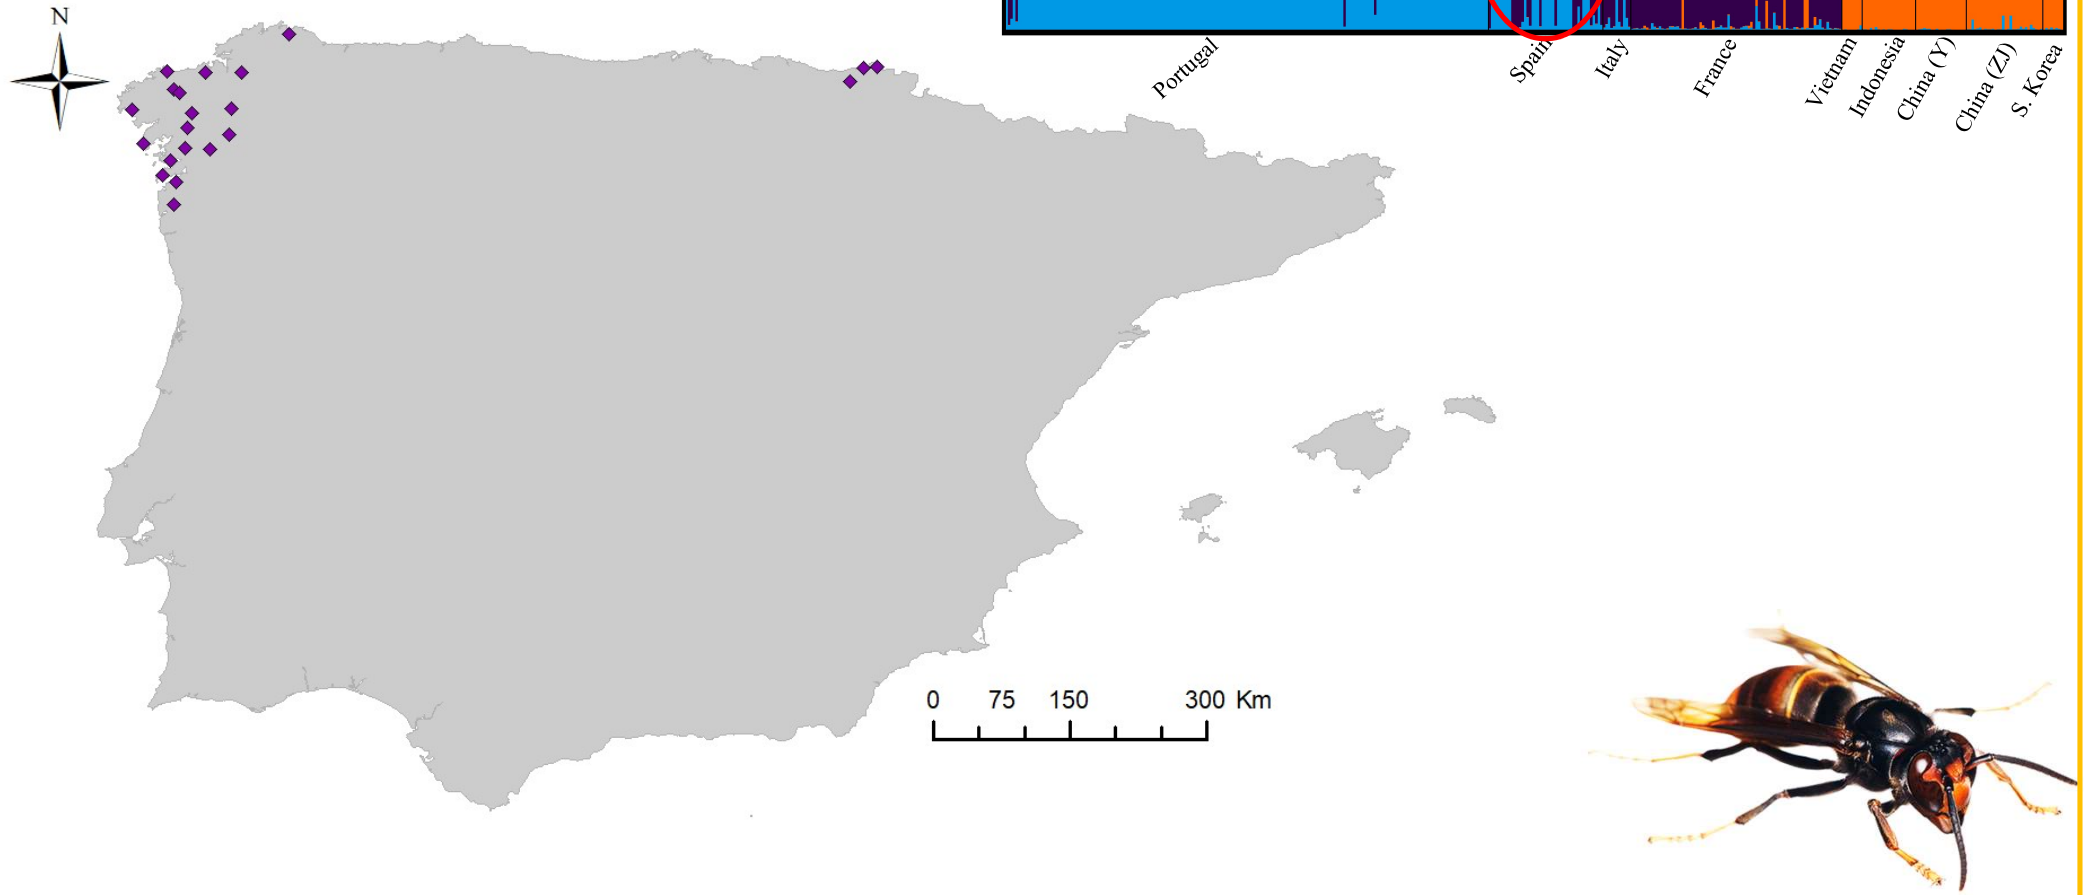 N
Portugal
Spain
Italy
France
Vietnam
Indonesia
China (Y)
China (ZJ)
S. Korea
0 75 150 300 Km